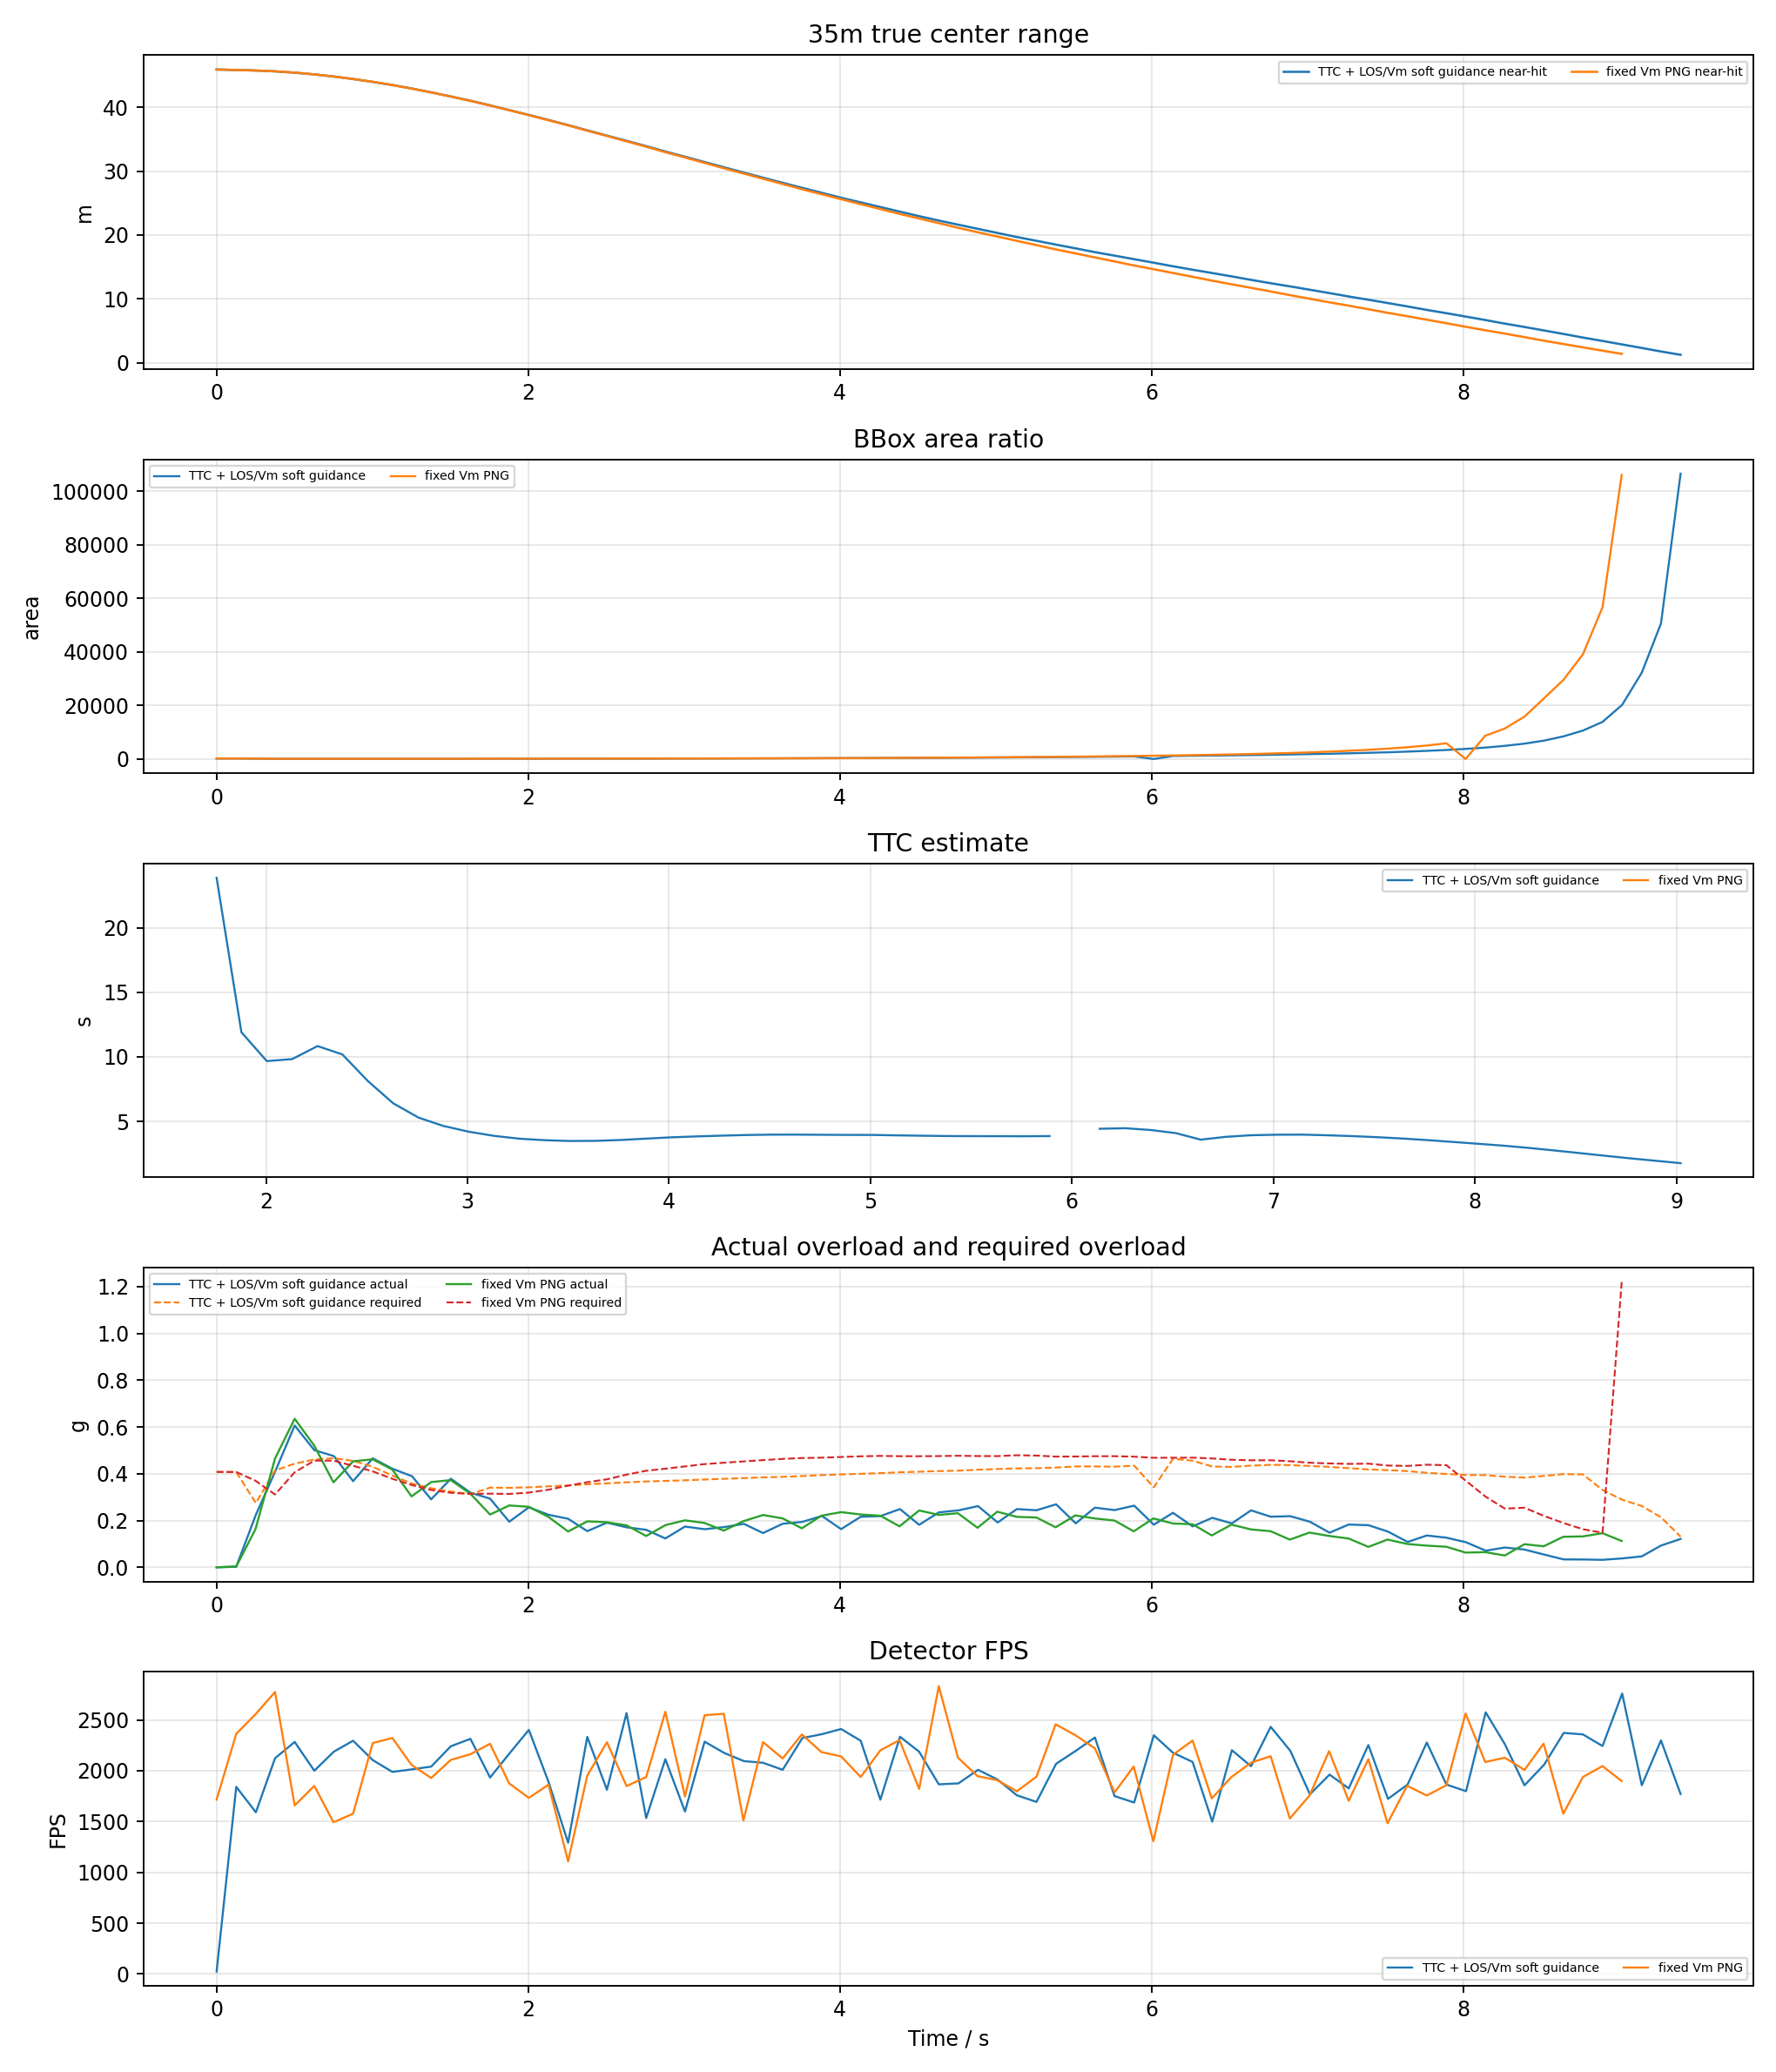 35m true center range
TTC + LOS/Vm soft guidance near-hit fixed Vm PNG near-hit
m
40
30
20
10
0
0 2 4 6 8
BBox area ratio
TTC + LOS/Vm soft guidance fixed Vm PNG
area
100000
80000
60000
40000
20000
0
0 2 4 6 8
TTC estimate
TTC + LOS/Vm soft guidance fixed Vm PNG
s
20
15
10
5
2 3 4 5 6 7 8 9
Actual overload and required overload
TTC + LOS/Vm soft guidance actual fixed Vm PNG actual
TTC + LOS/Vm soft guidance required fixed Vm PNG required
g
1.2
1.0
0.8
0.6
0.4
0.2
0.0
0 2 4 6 8
Detector FPS
FPS
2500
2000
1500
1000
500
0
TTC + LOS/Vm soft guidance fixed Vm PNG
0 2 4 6 8
Time / s